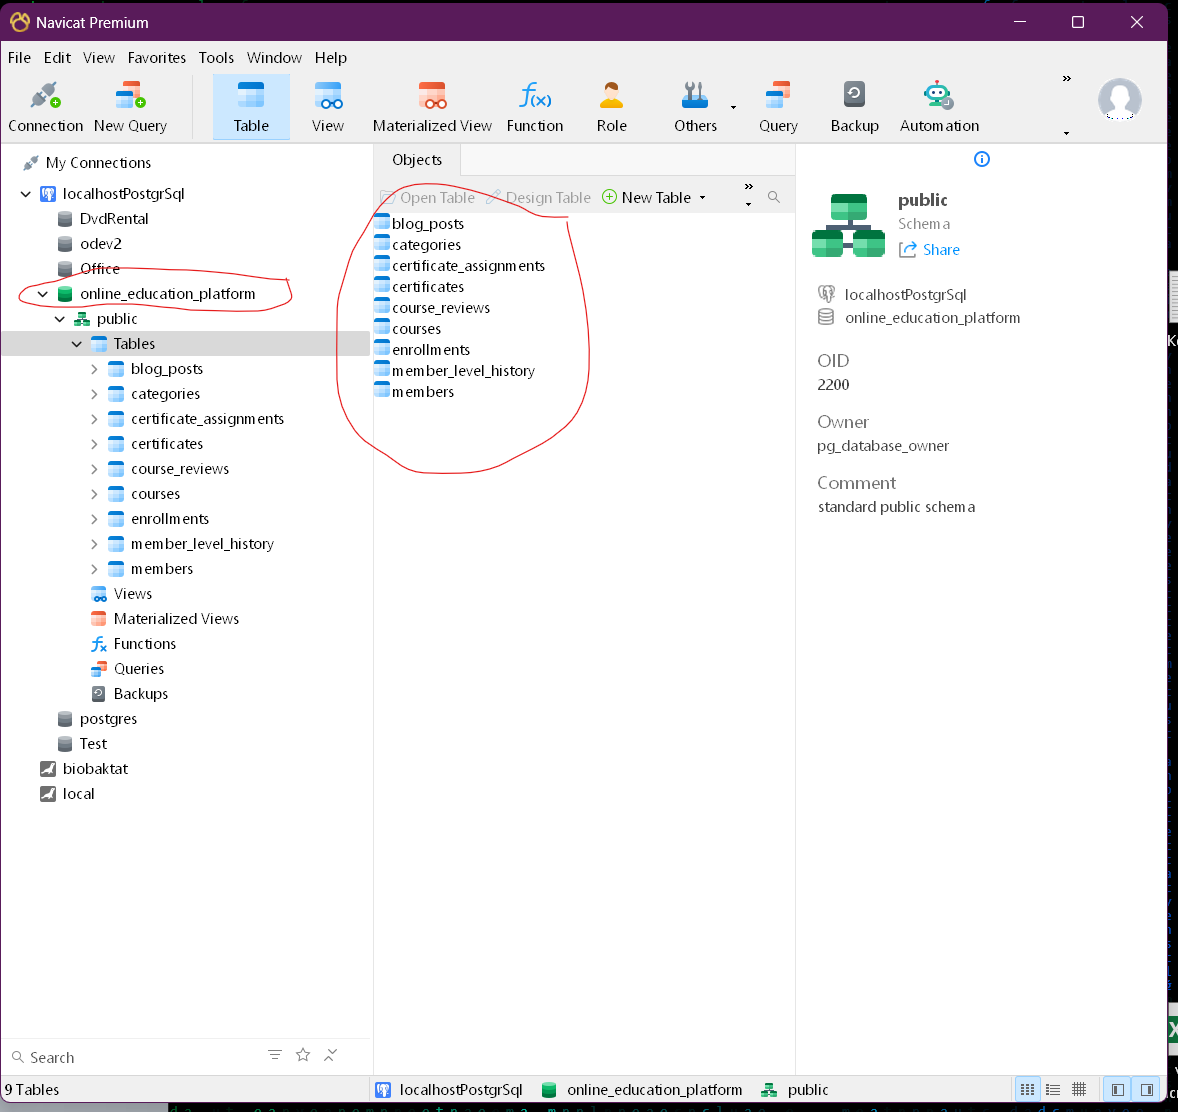 Navicat Premium
File Edit View Favorites Tools Window Help
Connection New Query Table View Materialized View Function Role Others Query Backup Automation
My Connections
localhostPostgrSql
DvdRental
odev2
Office
online_education_platform
public
Tables
blog_posts
categories
certificate_assignments
certificates
course_reviews
courses
enrollments
member_level_history
members
Views
Materialized Views
Functions
Queries
Backups
postgres
Test
biobaktat
local
Search
Objects
Open Table Design Table New Table
blog_posts
categories
certificate_assignments
certificates
course_reviews
courses
enrollments
member_level_history
members
public
Schema
Share
localhostPostgrSql
online_education_platform
OID
2200
Owner
pg_database_owner
Comment
standard public schema
9 Tables localhostPostgrSql online_education_platform public